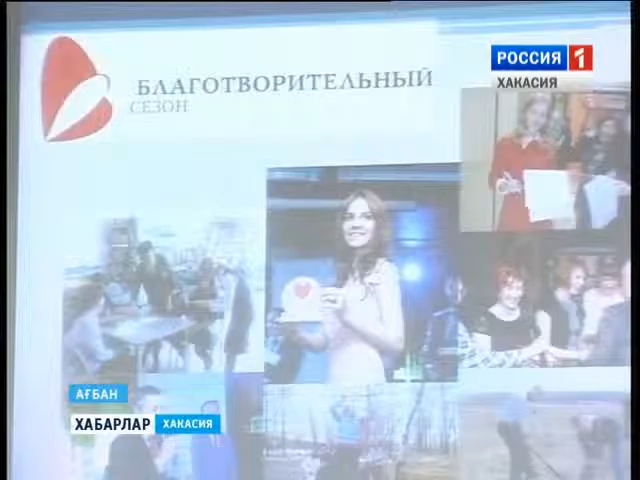 БЛАГОТВОРИТЕЛЬНЫЙ
СЕЗОН
РОССИЯ 1
ХАКАСИЯ
АҒБАН
ХАБАРЛАР ХАКАСИЯ